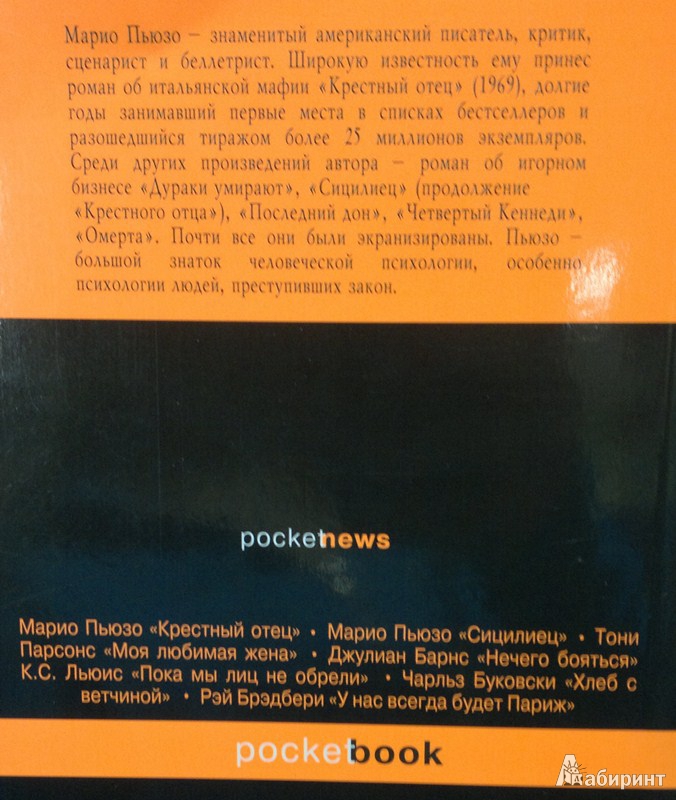 Марио Пьюзо – знаменитый американский писатель, критик,
сценарист и беллетрист. Широкую известность ему принес
роман об итальянской мафии «Крестный отец» (1969), долгие
годы занимавший первые места в списках бестселлеров и
разошедшийся тиражом более 25 миллионов экземпляров.
Среди других произведений автора – роман об игорном
бизнесе «Дураки умирают», «Сицилиец» (продолжение
«Крестного отца»), «Последний дон», «Четвертый Кеннеди»,
«Омерта». Почти все они были экранизированы. Пьюзо –
большой знаток человеческой психологии, особенно
психологии людей, преступивших закон.
pocketnews
Марио Пьюзо «Крестный отец» • Марио Пьюзо «Сицилиец» • Тони
Парсонс «Моя любимая жена» • Джулиан Барнс «Нечего бояться»
К.С. Льюис «Пока мы лиц не обрели» • Чарльз Буковски «Хлеб с
ветчиной» • Рэй Брэдбери «У нас всегда будет Париж»
pocketbook
Лабиринт